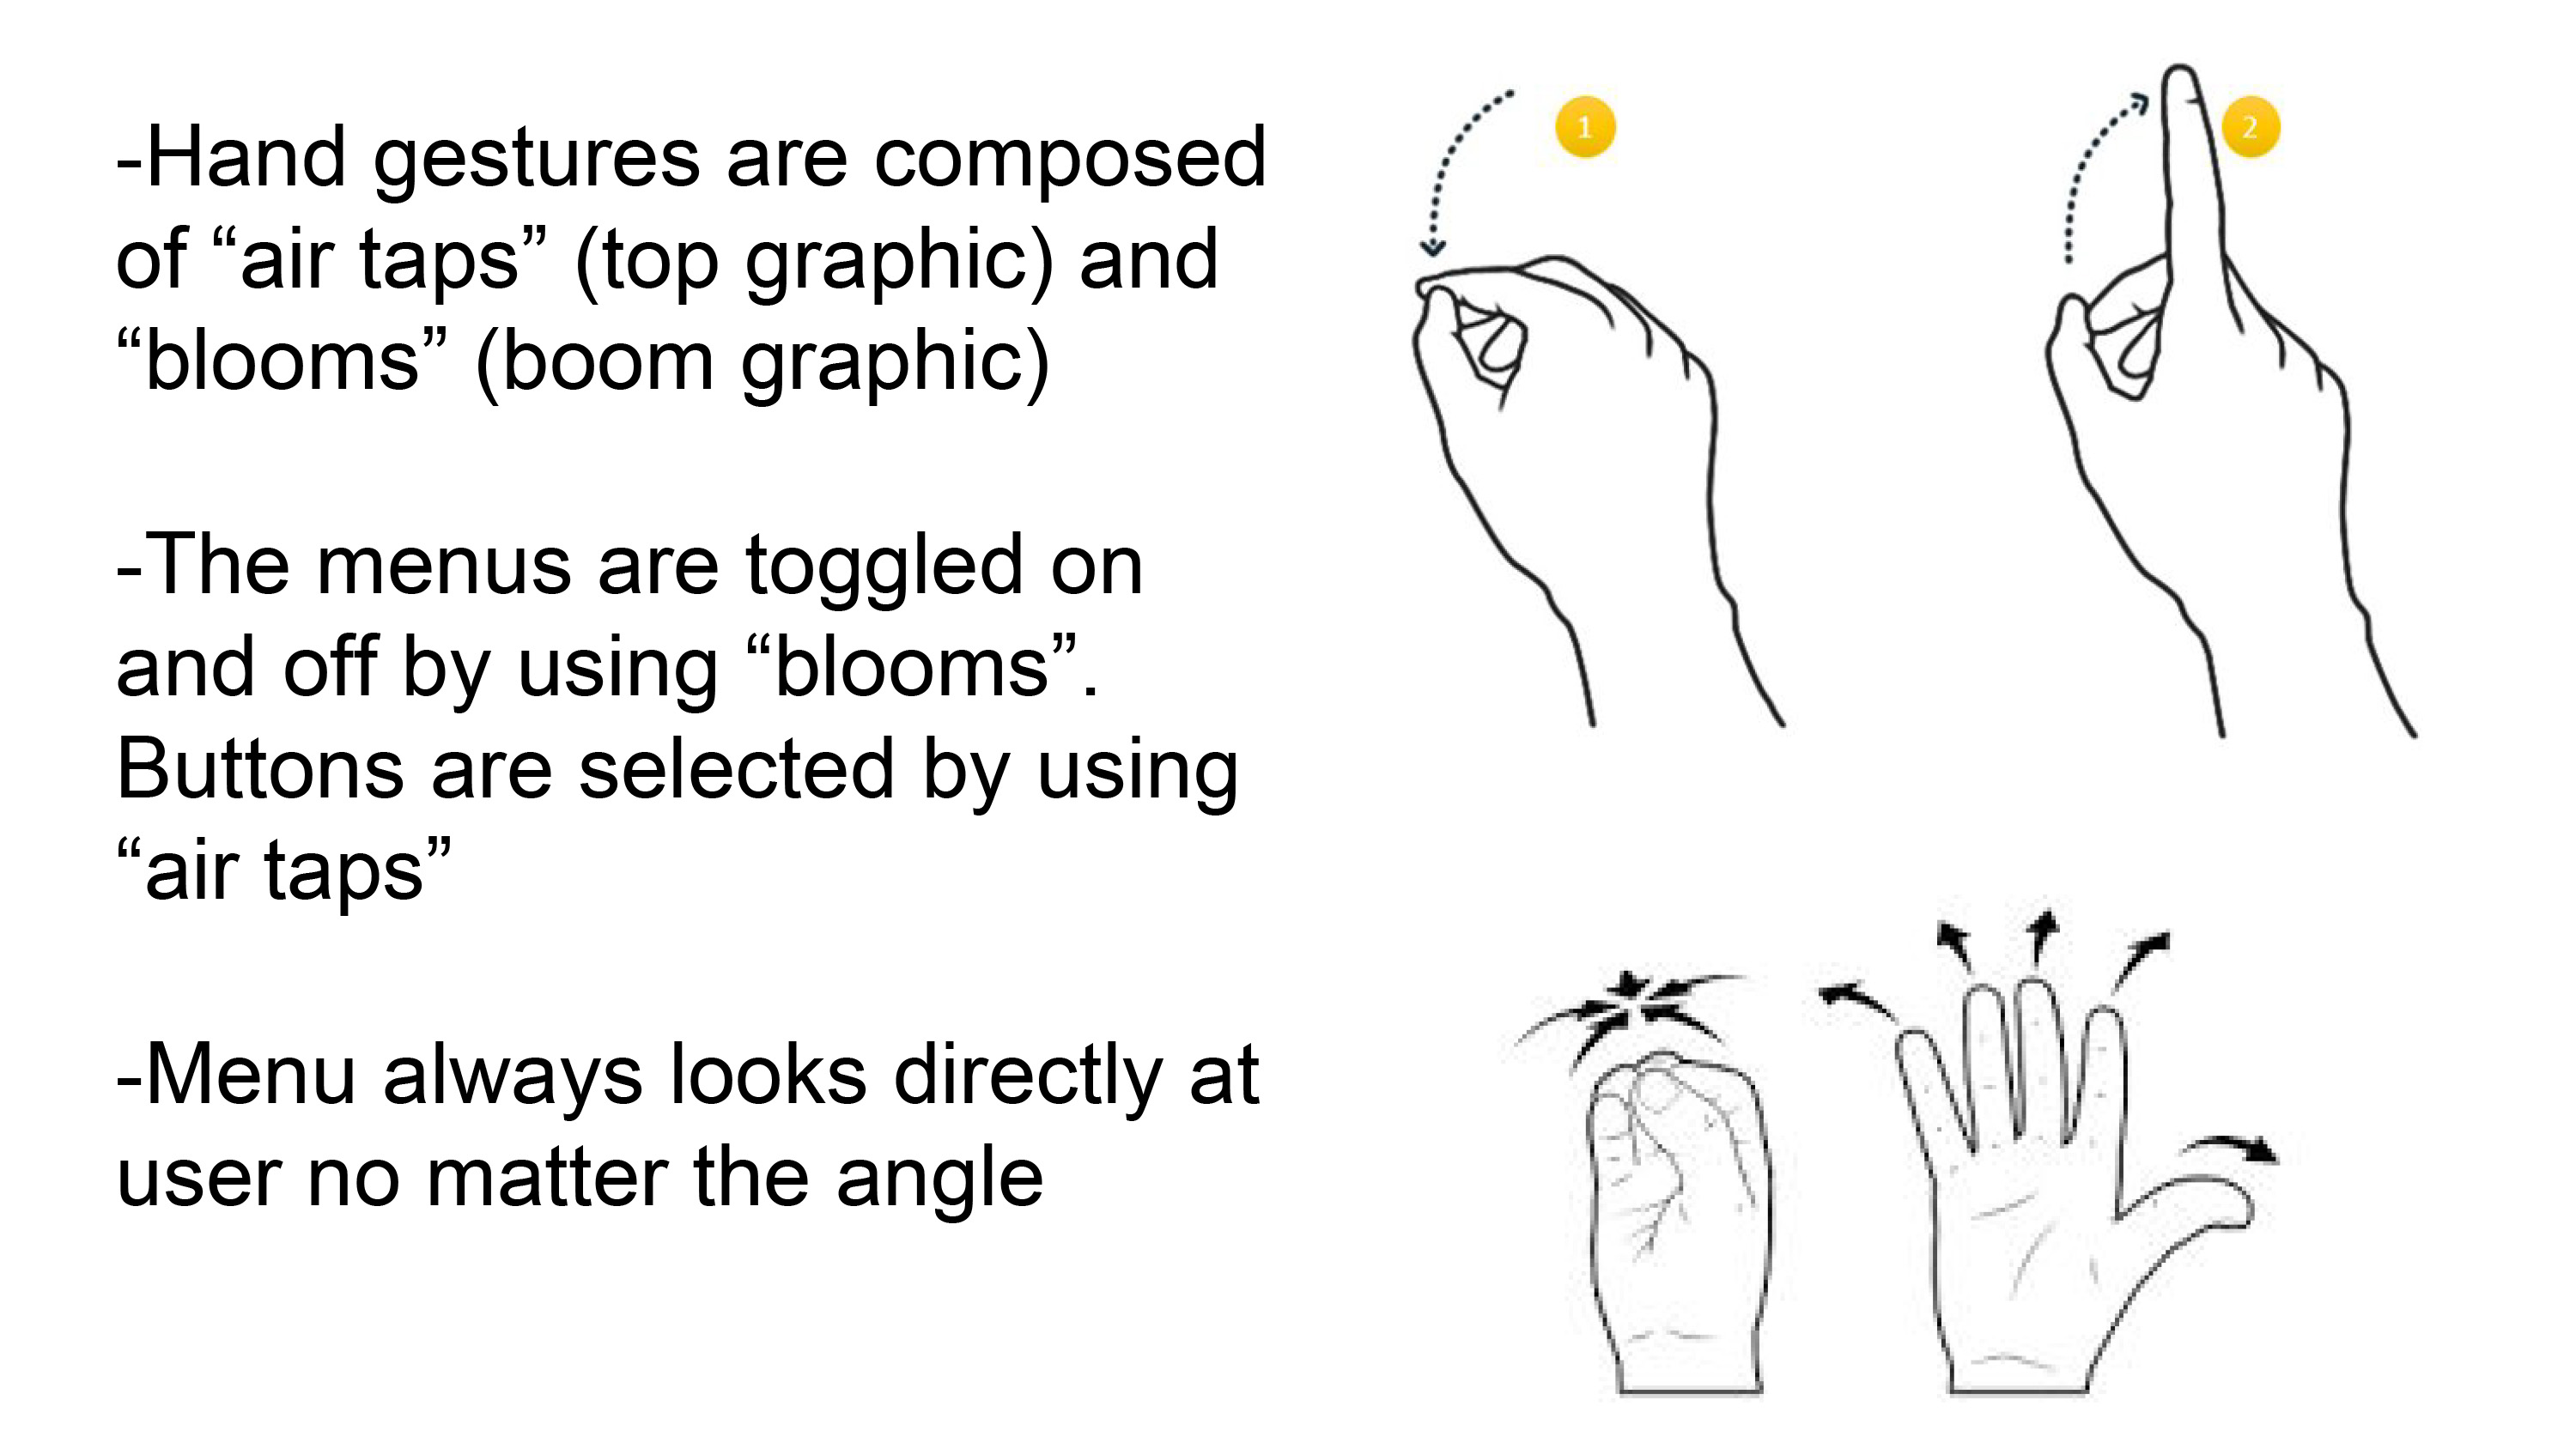 -Hand gestures are composed
of “air taps” (top graphic) and
“blooms” (boom graphic)
-The menus are toggled on
and off by using “blooms”.
Buttons are selected by using
“air taps”
-Menu always looks directly at
user no matter the angle
1
2